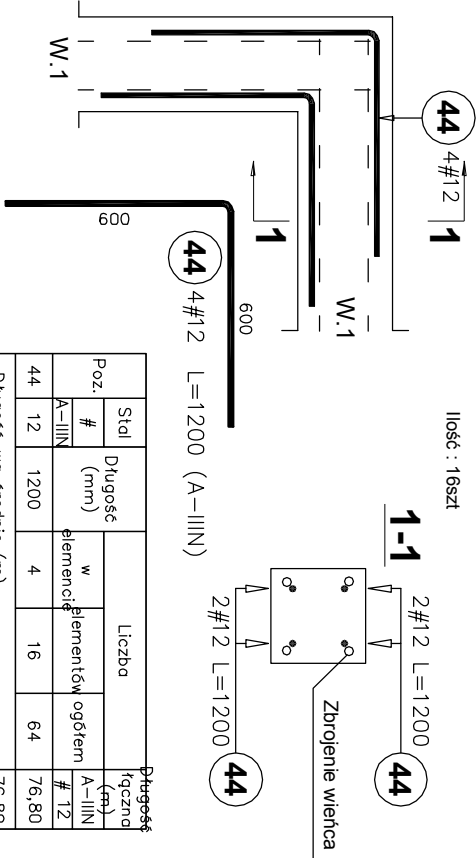 W.1
44
4#12
1
1
W.1
600
600
44
4#12 L=1200 (A-IIIN)
Ilość : 16szt
1-1
2#12 L=1200
44
2#12 L=1200
44
Zbrojenie wieńca
Poz. Stal Długość (mm) Liczba Długość łączna (m)
# A-IIIN w elemencie elementów ogółem A-IIIN # 12
44 12 1200 4 16 64 76,80